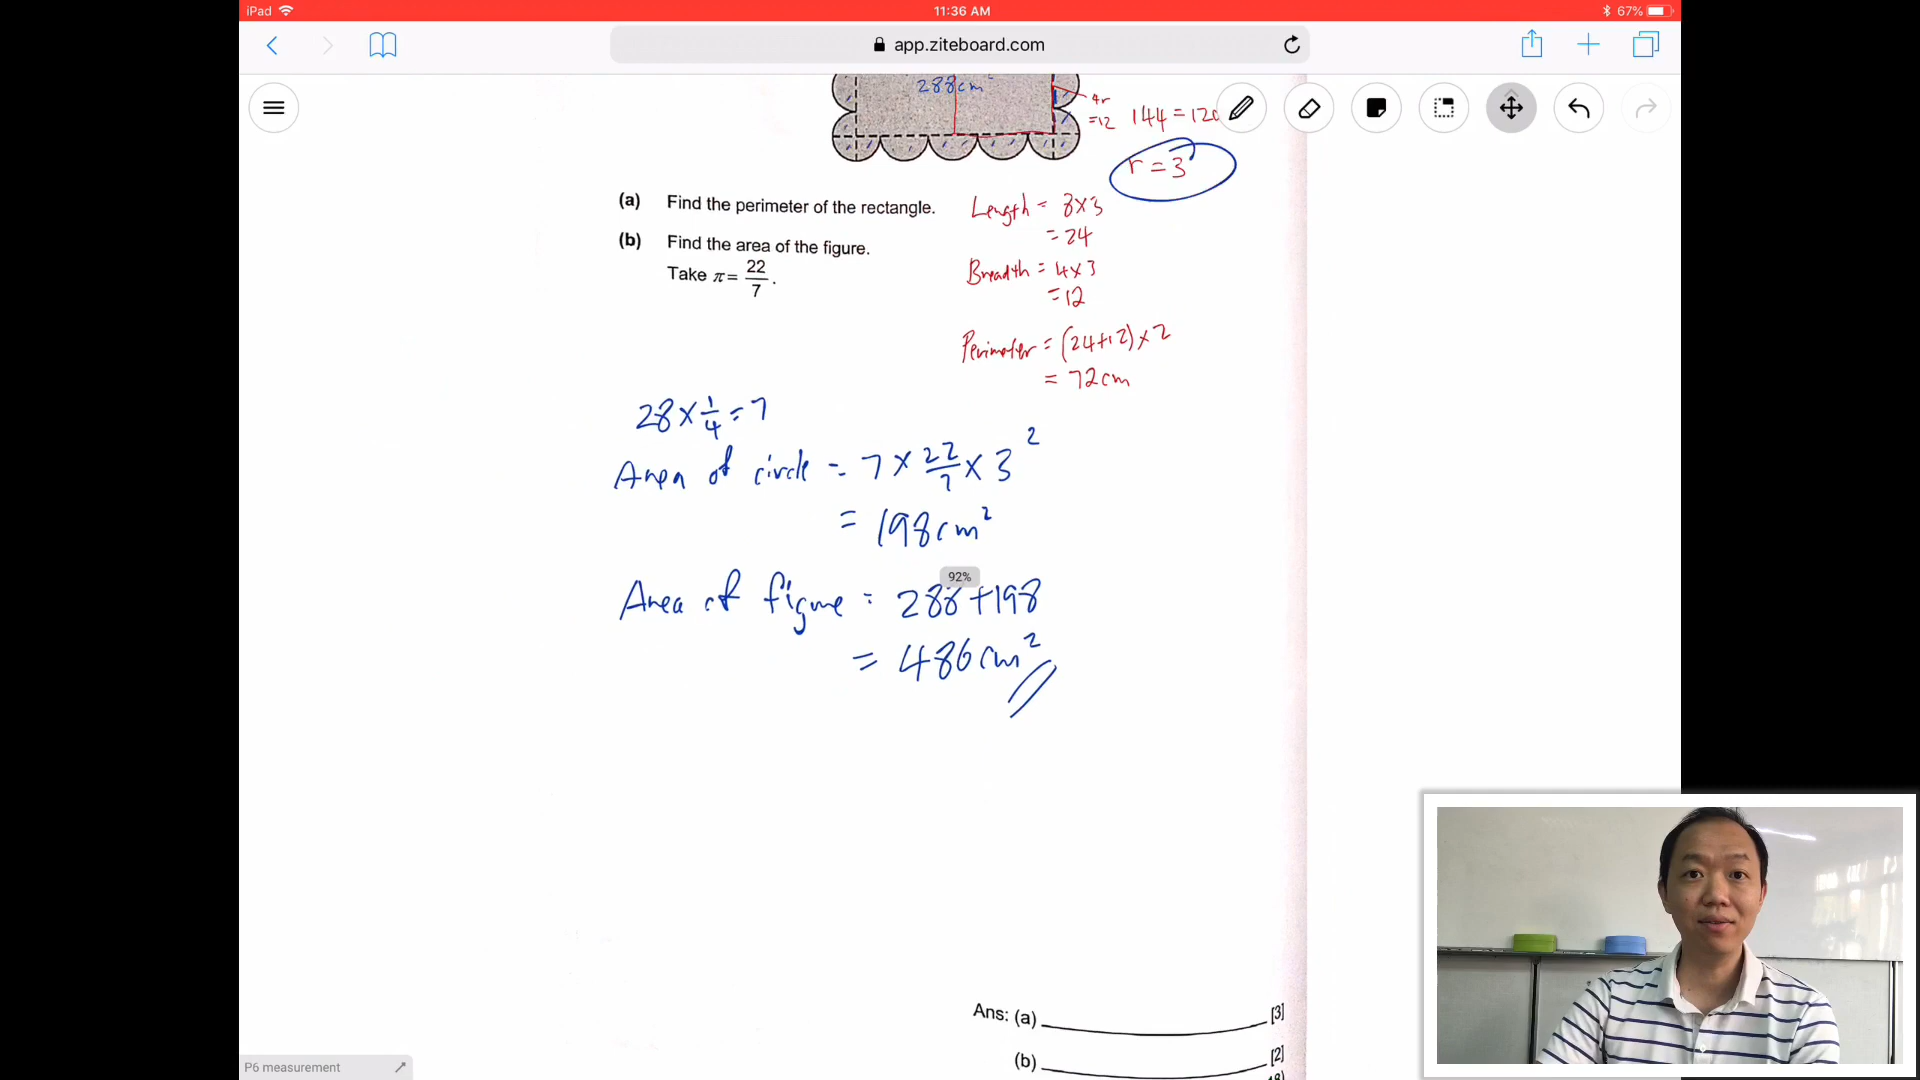 iPad
11:36 AM
67%
app.ziteboard.com
288cm²
4r
=12
144 = 12
r = 3
(a) Find the perimeter of the rectangle.
(b) Find the area of the figure.
Take π = 22/7.
Length = 8×3
= 24
Breadth = 4×3
= 12
Perimeter = (24+12)×2
= 72cm
28 × 1/4 = 7
Area of circle = 7 × 22/7 × 3²
= 198cm²
92%
Area of figure = 288+198
= 486cm²
Ans: (a) [3]
(b) [2]
P6 measurement